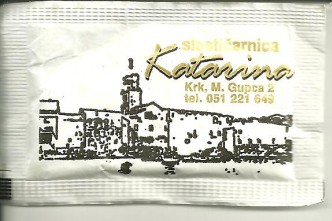 slastičarnica
Katarina
Krk, M. Gupca 2
tel. 051 221 649